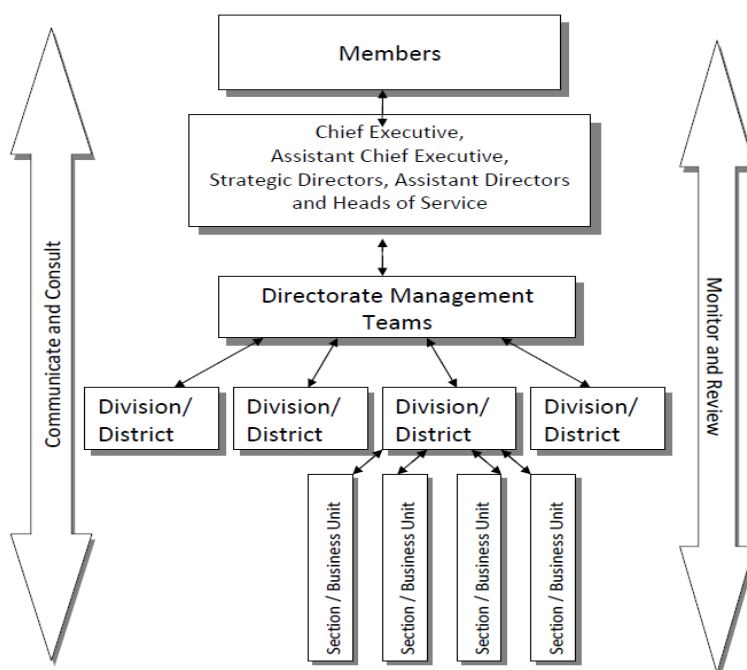 Members
Chief Executive,
Assistant Chief Executive,
Strategic Directors, Assistant Directors
and Heads of Service
Communicate and Consult
Monitor and Review
Directorate Management
Teams
Division/
District
Division/
District
Division/
District
Division/
District
Section / Business Unit
Section / Business Unit
Section / Business Unit
Section / Business Unit